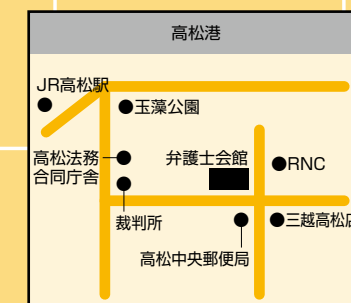 高松港
JR高松駅
玉藻公園
高松法務
合同庁舎
弁護士会館
RNC
裁判所
三越高松店
高松中央郵便局